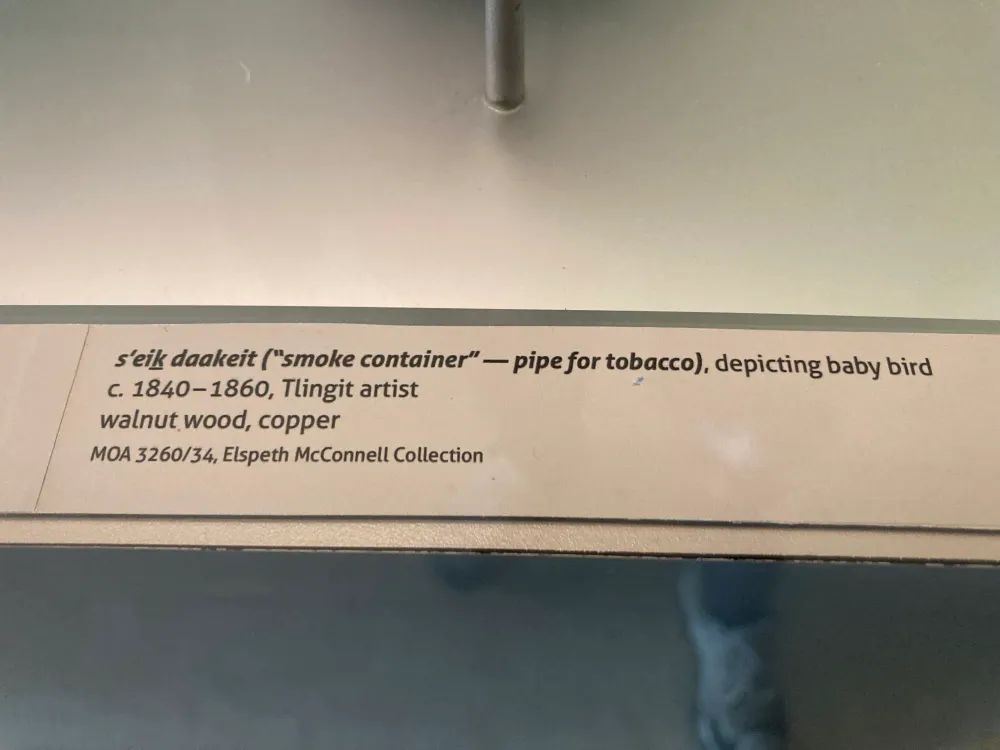 s'eiḵ daakeit ("smoke container" — pipe for tobacco), depicting baby bird
c. 1840–1860, Tlingit artist
walnut wood, copper
MOA 3260/34, Elspeth McConnell Collection